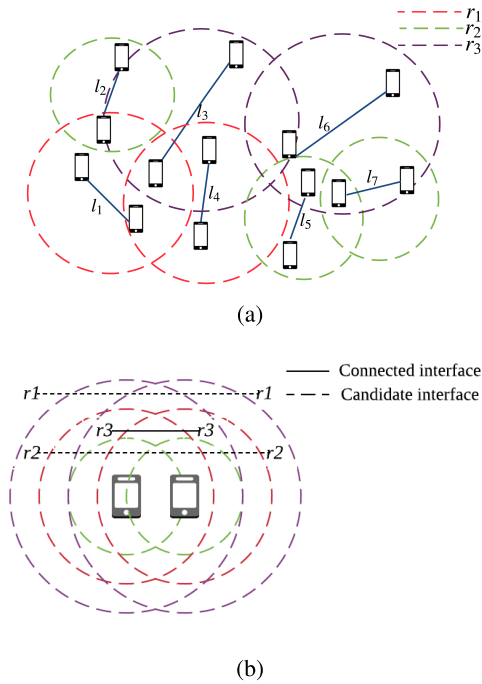 r1
r2
r3
l2
l3
l6
l7
l1
l4
l5
(a)
Connected interface
r1 r1 Candidate interface
r3 r3
r2 r2
(b)